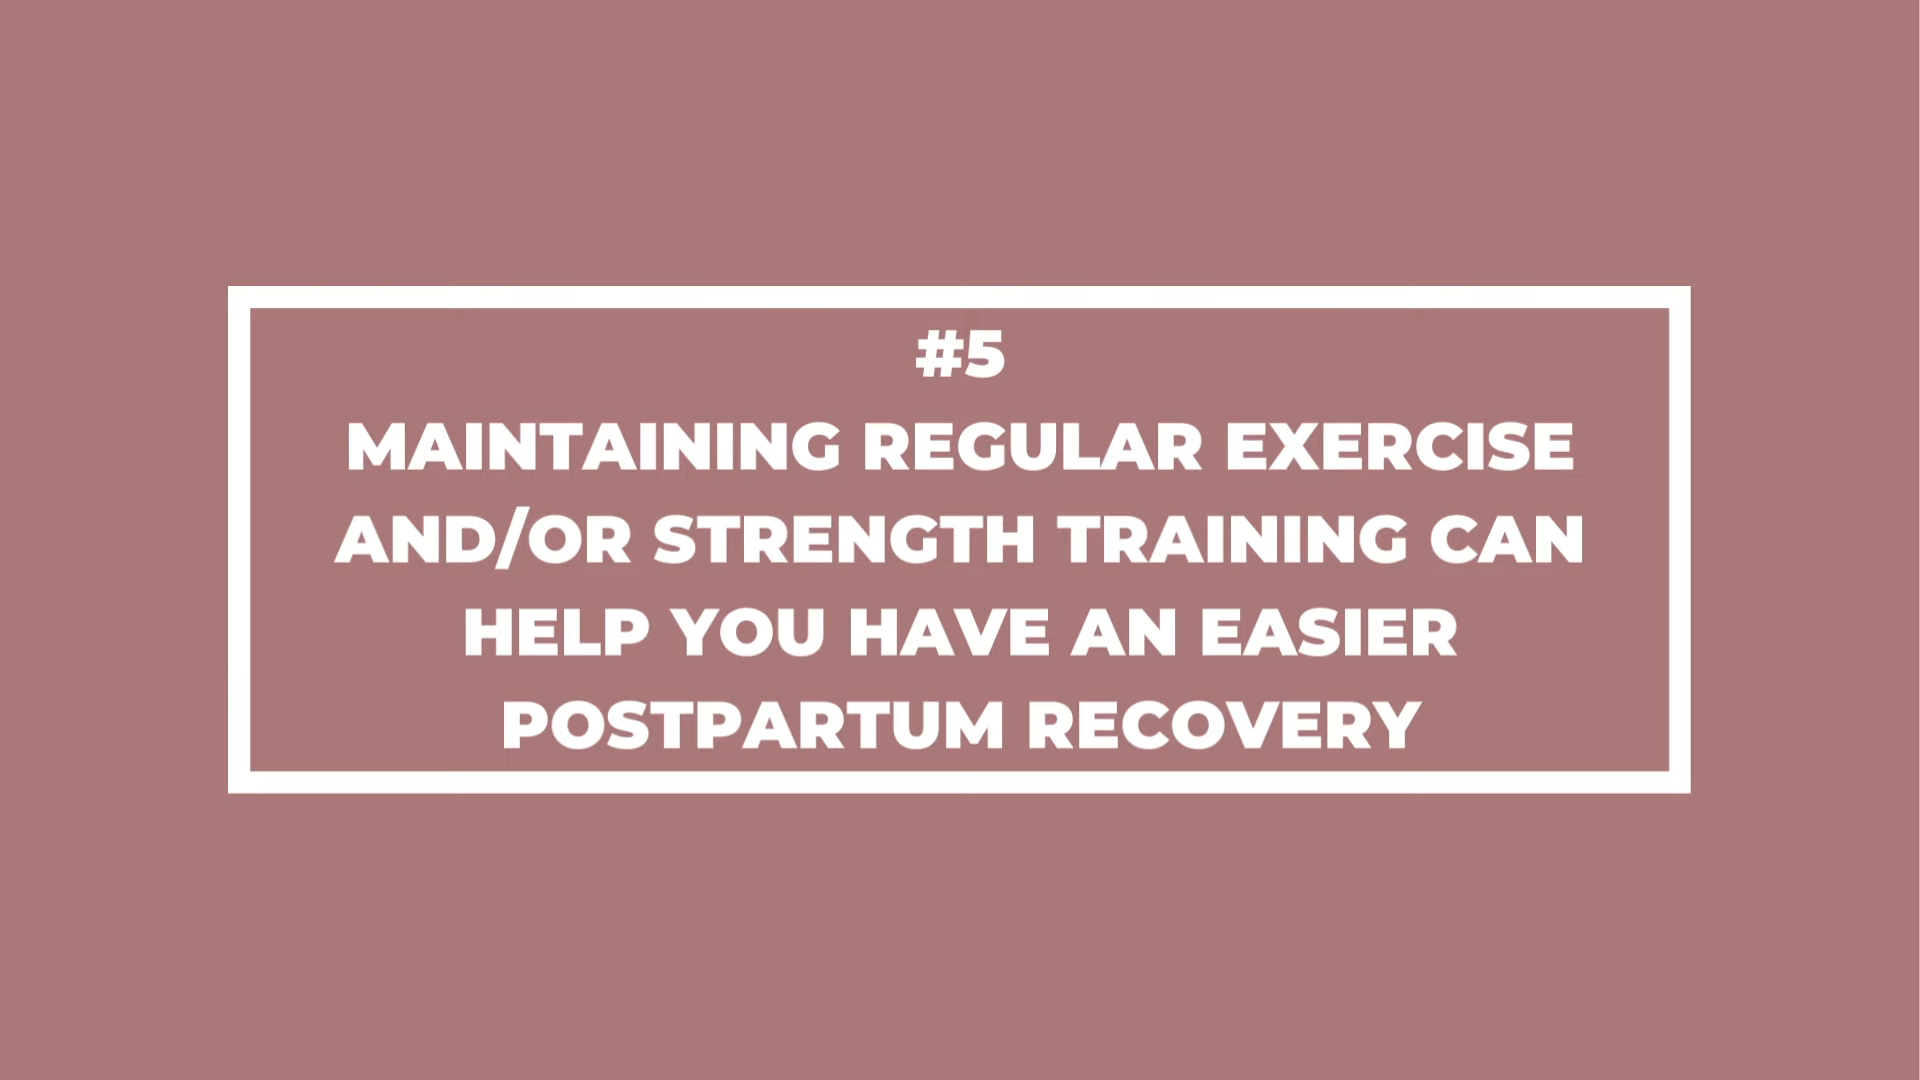 #5
MAINTAINING REGULAR EXERCISE
AND/OR STRENGTH TRAINING CAN
HELP YOU HAVE AN EASIER
POSTPARTUM RECOVERY